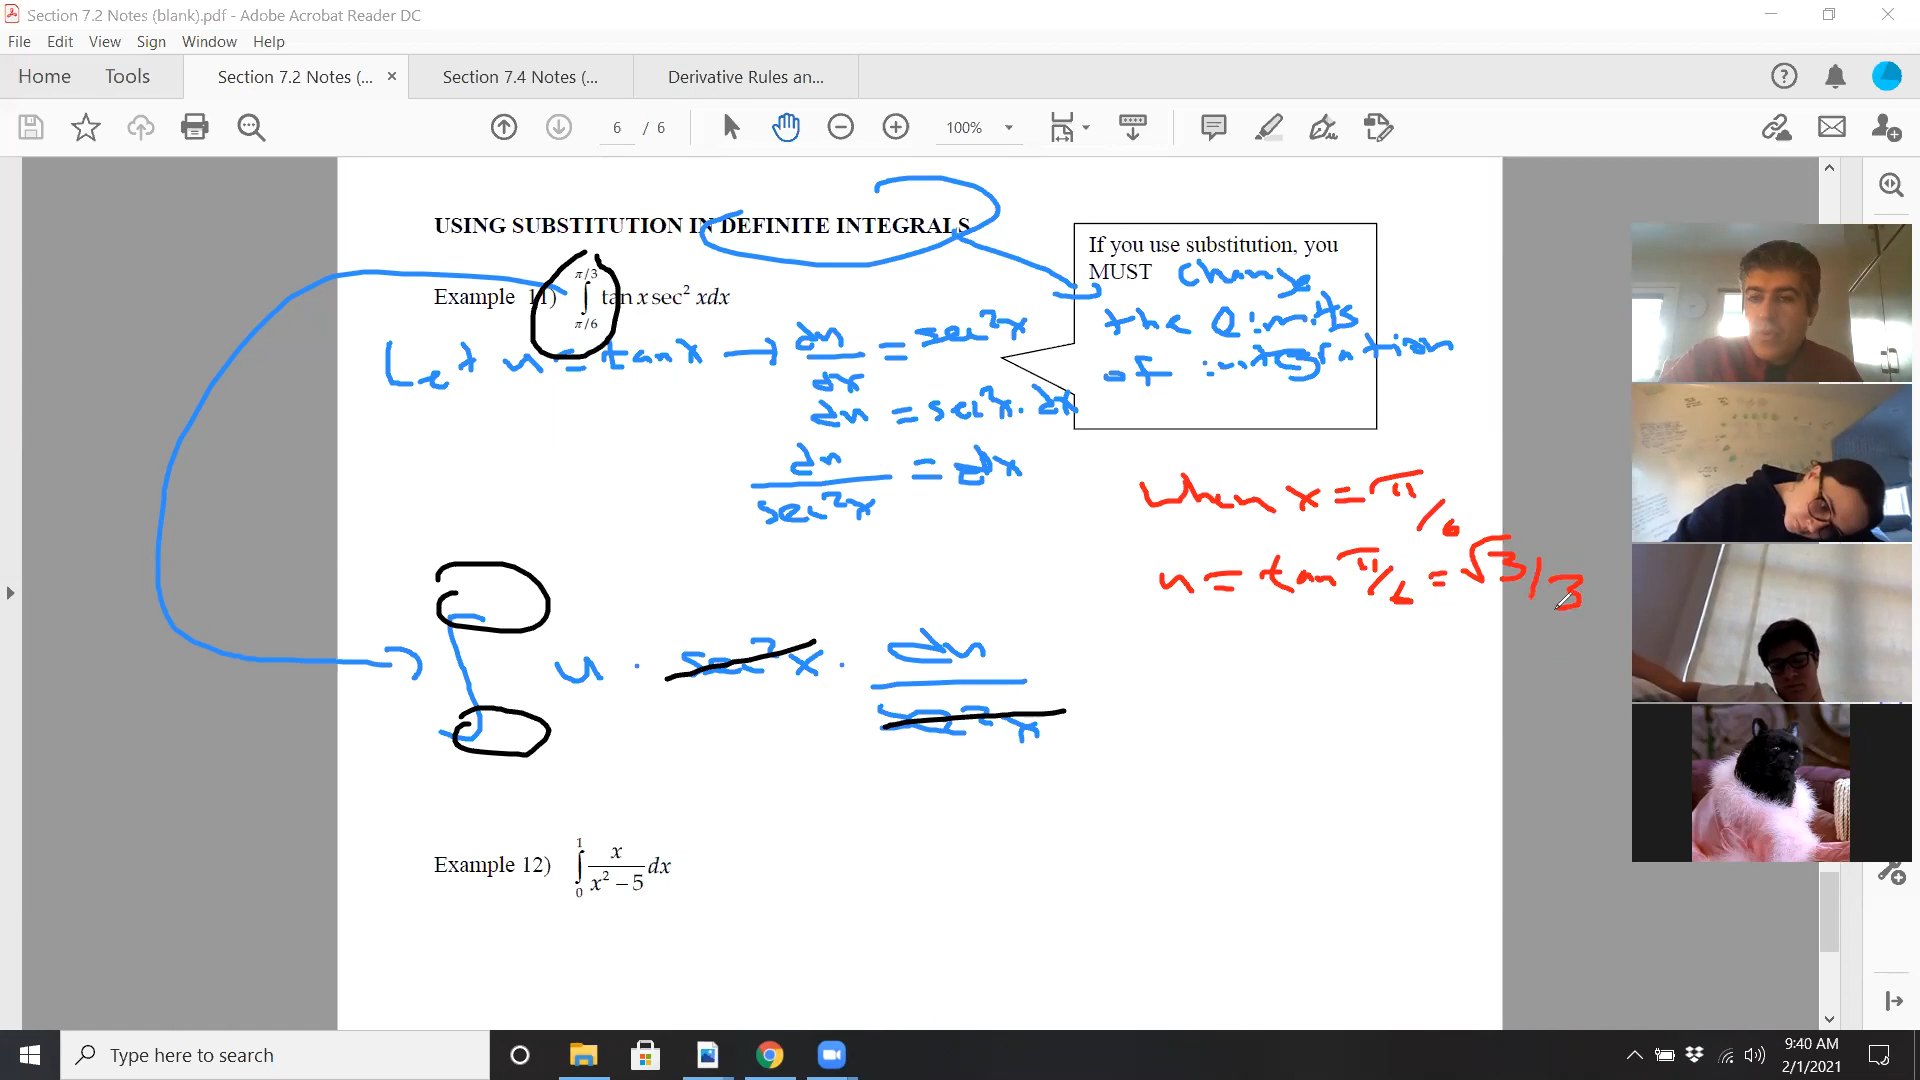 Section 7.2 Notes (blank).pdf - Adobe Acrobat Reader DC
File Edit View Sign Window Help
Home Tools Section 7.2 Notes (... × Section 7.4 Notes (... Derivative Rules an...
6 / 6 100%
USING SUBSTITUTION IN DEFINITE INTEGRALS
If you use substitution, you
MUST change
the limits
of integration
Example 11) ∫_{π/6}^{π/3} tan x sec² x dx
Let u = tan x → du/dx = sec²x
du = sec²x · dx
du/sec²x = dx
when x = π/6
u = tan π/6 = √3/3
∫ u · sec²x · du/sec²x
Example 12) ∫_0^1 x/(x² − 5) dx
Type here to search
9:40 AM
2/1/2021